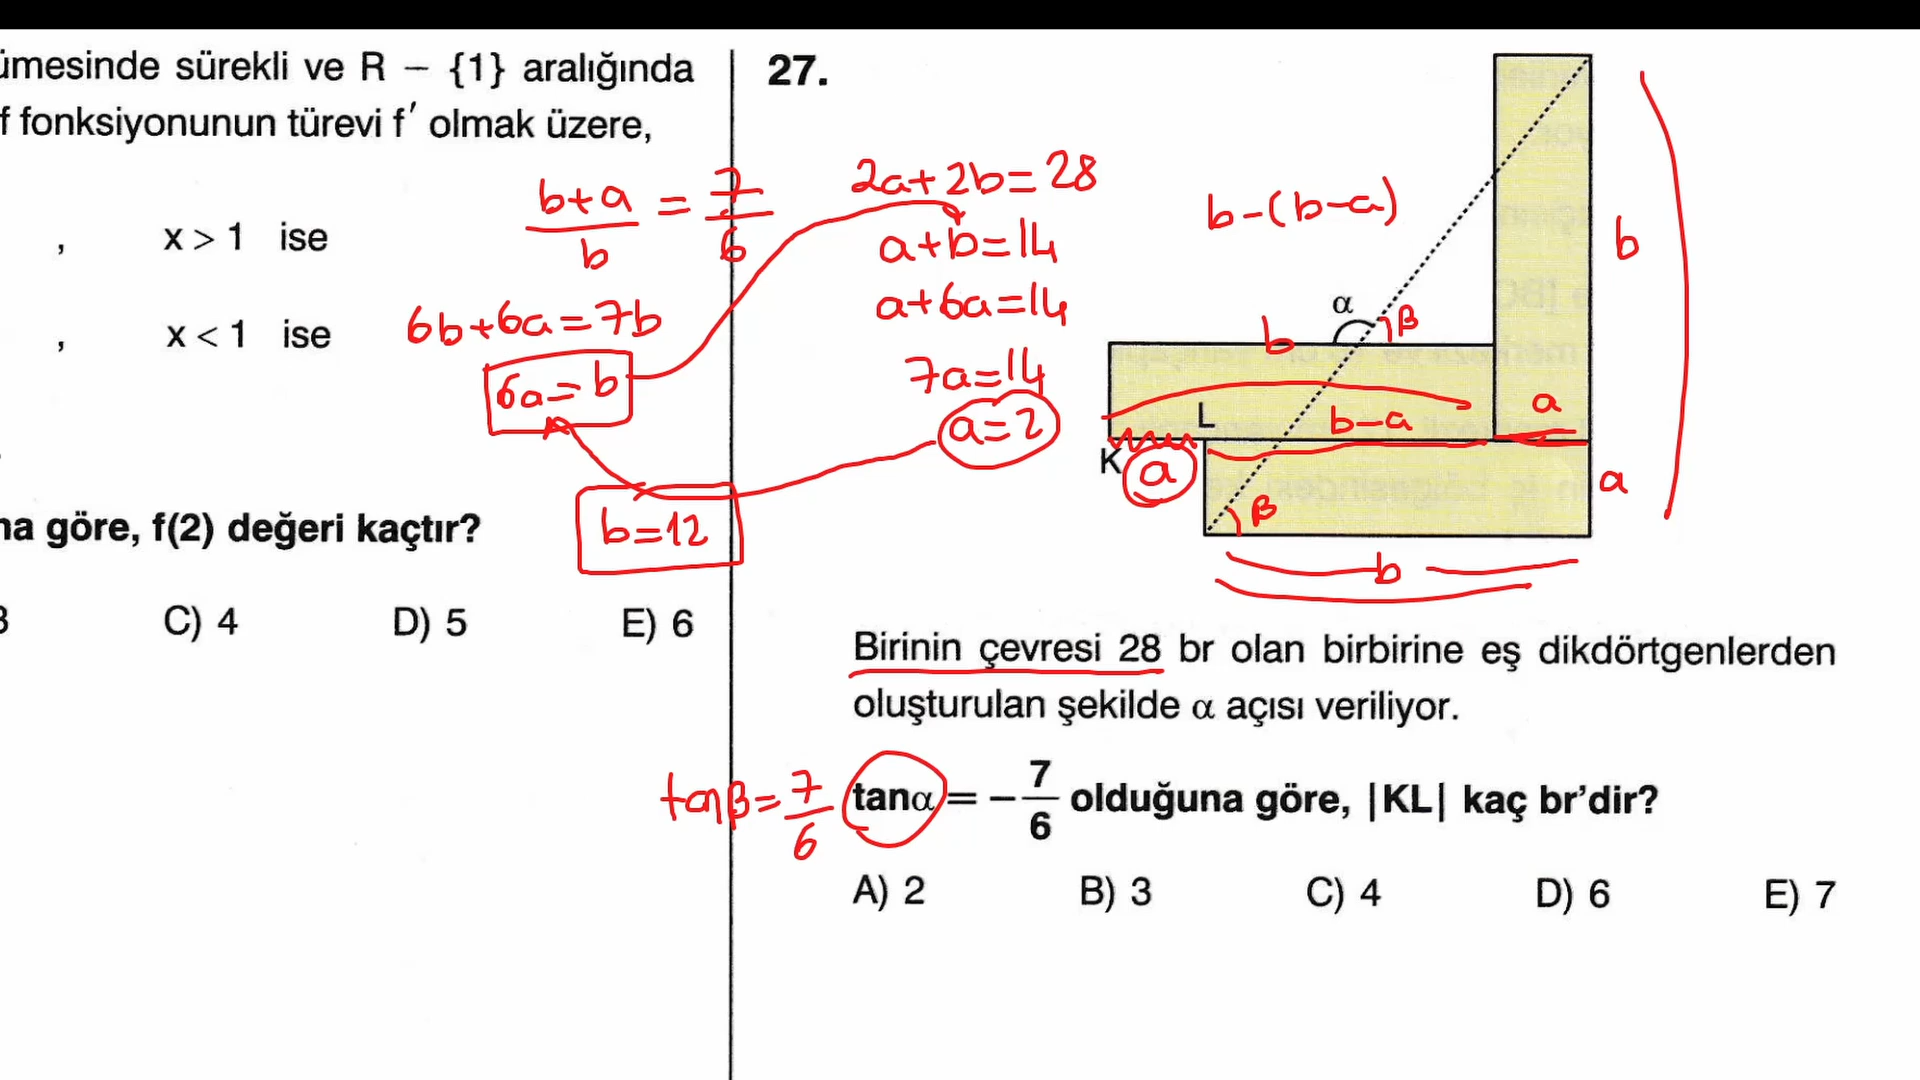 ümesinde sürekli ve R − {1} aralığında
f fonksiyonunun türevi f′ olmak üzere,
, x > 1 ise
, x < 1 ise
na göre, f(2) değeri kaçtır?
3 C) 4 D) 5 E) 6
b+a/b = 7/6
6b+6a=7b
6a=b
b=12
2a+2b=28
a+b=14
a+6a=14
7a=14
a=2
27.
b-(b-a)
b
α β
b
b-a a
L
K a a
β
b
Birinin çevresi 28 br olan birbirine eş dikdörtgenlerden
oluşturulan şekilde α açısı veriliyor.
tanβ=7/6
tanα = −7/6 olduğuna göre, |KL| kaç br'dir?
A) 2 B) 3 C) 4 D) 6 E) 7